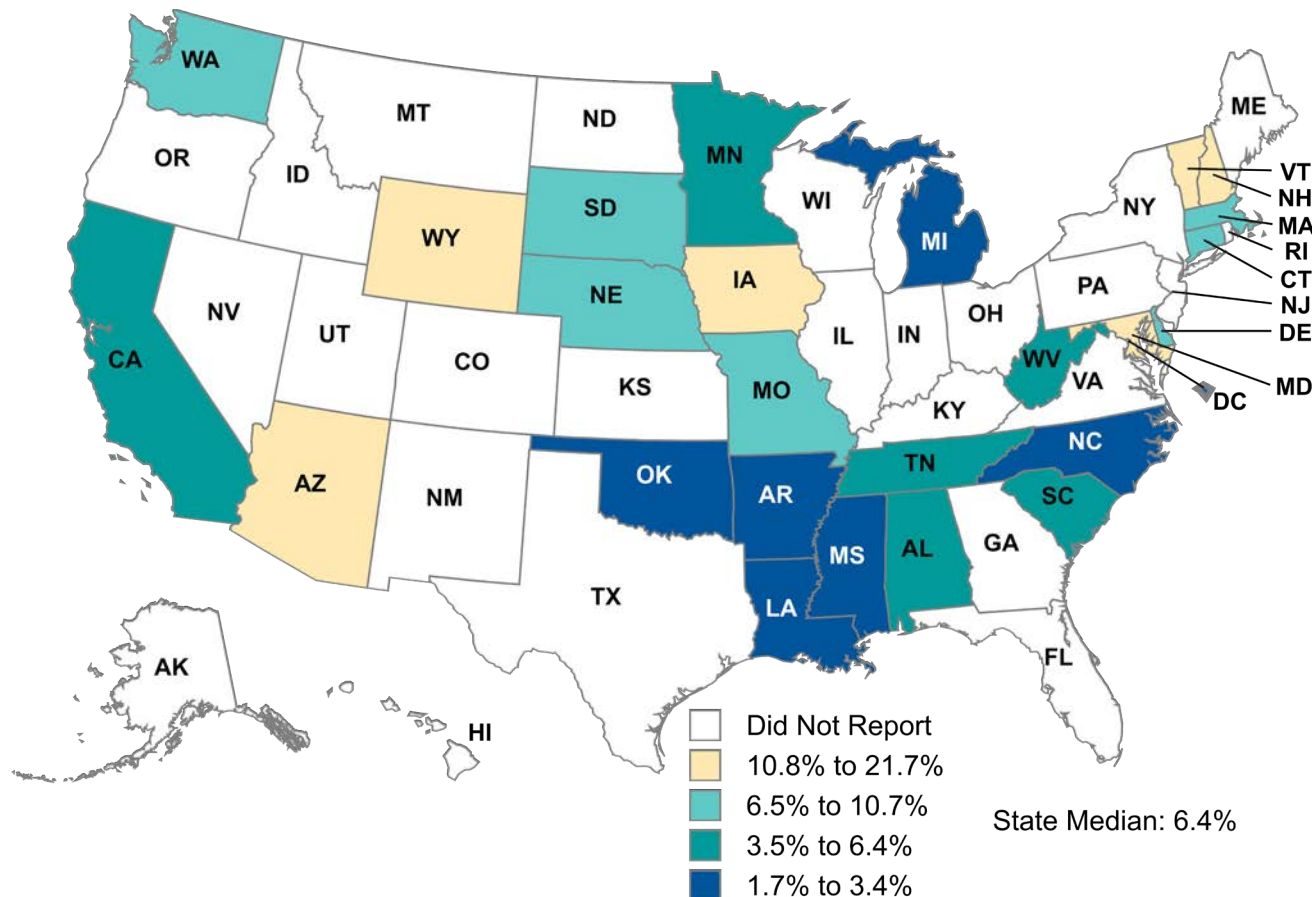 WA
MT
ND
MN
ME
OR
ID
SD
WI
MI
NY
VT
NH
MA
RI
CT
NJ
DE
MD
DC
WY
NE
IA
PA
NV
UT
CO
IL
IN
OH
WV
VA
CA
KS
MO
KY
AZ
NM
OK
AR
TN
NC
SC
MS
AL
GA
LA
TX
FL
AK
HI
Did Not Report
10.8% to 21.7%
6.5% to 10.7%
3.5% to 6.4%
1.7% to 3.4%
State Median: 6.4%